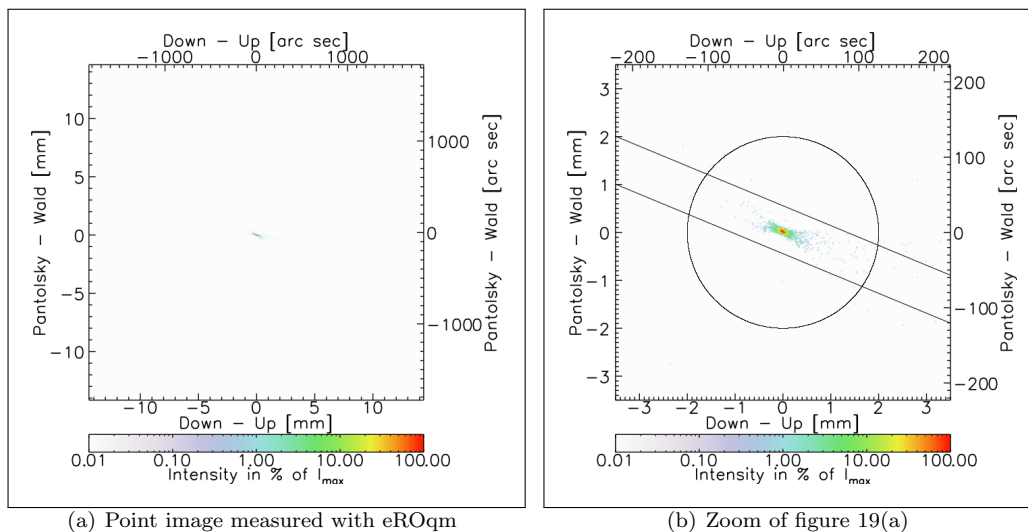 Down – Up [arc sec]
−1000 0 1000
Pantolsky – Wald [mm]
10
5
0
−5
−10
Pantolsky – Wald [arc sec]
1000
0
−1000
−10 −5 0 5 10
Down – Up [mm]
0.01 0.10 1.00 10.00 100.00
Intensity in % of Imax
(a) Point image measured with eROqm
Down – Up [arc sec]
−200 −100 0 100 200
Pantolsky – Wald [mm]
3
2
1
0
−1
−2
−3
Pantolsky – Wald [arc sec]
200
100
0
−100
−200
−3 −2 −1 0 1 2 3
Down – Up [mm]
0.01 0.10 1.00 10.00 100.00
Intensity in % of Imax
(b) Zoom of figure 19(a)